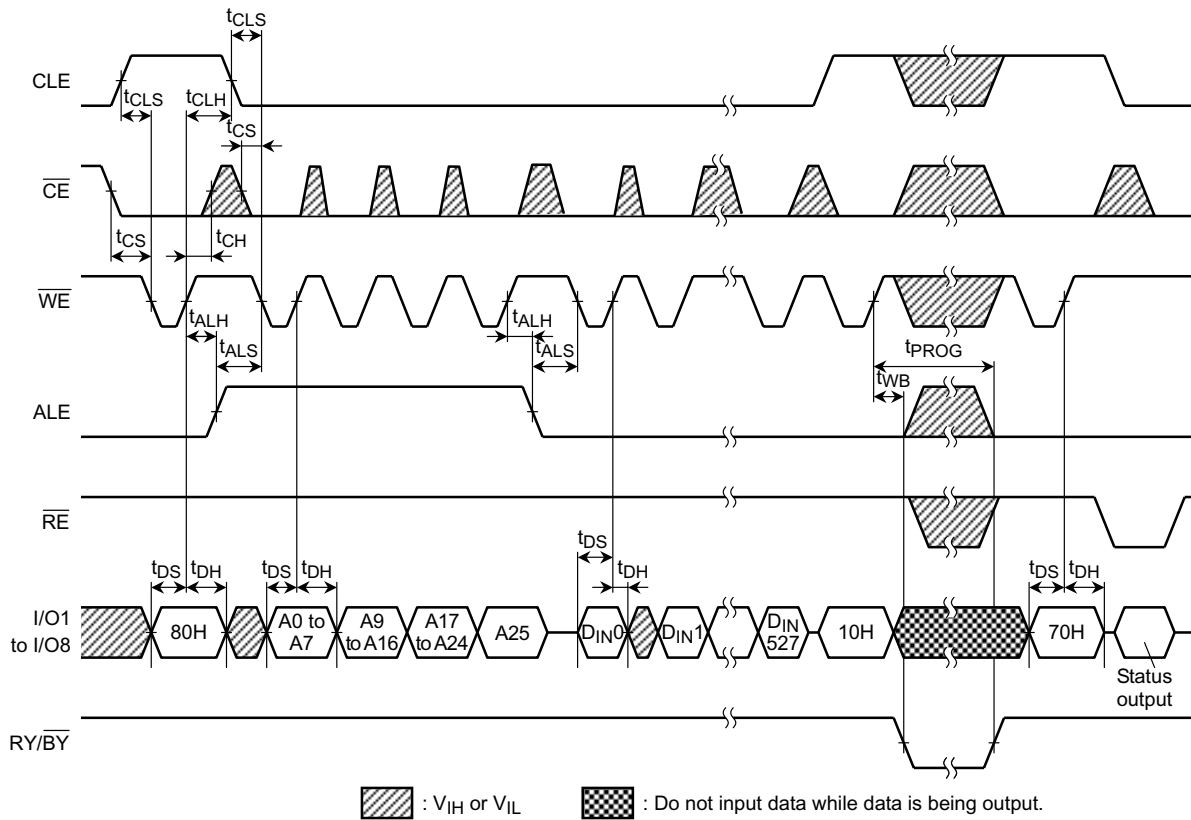 tCLS
CLE
tCLS tCLH
tCS
CE
tCS tCH
WE
tALH tALH
tALS tALS
tPROG
tWB
ALE
RE
tDS
tDS tDH tDS tDH tDH tDS tDH
I/O1
to I/O8
80H
A0 to
A7
A9
to A16
A17
to A24
A25
DIN0
DIN1
DIN
527
10H
70H
Status
output
RY/BY
: VIH or VIL
: Do not input data while data is being output.